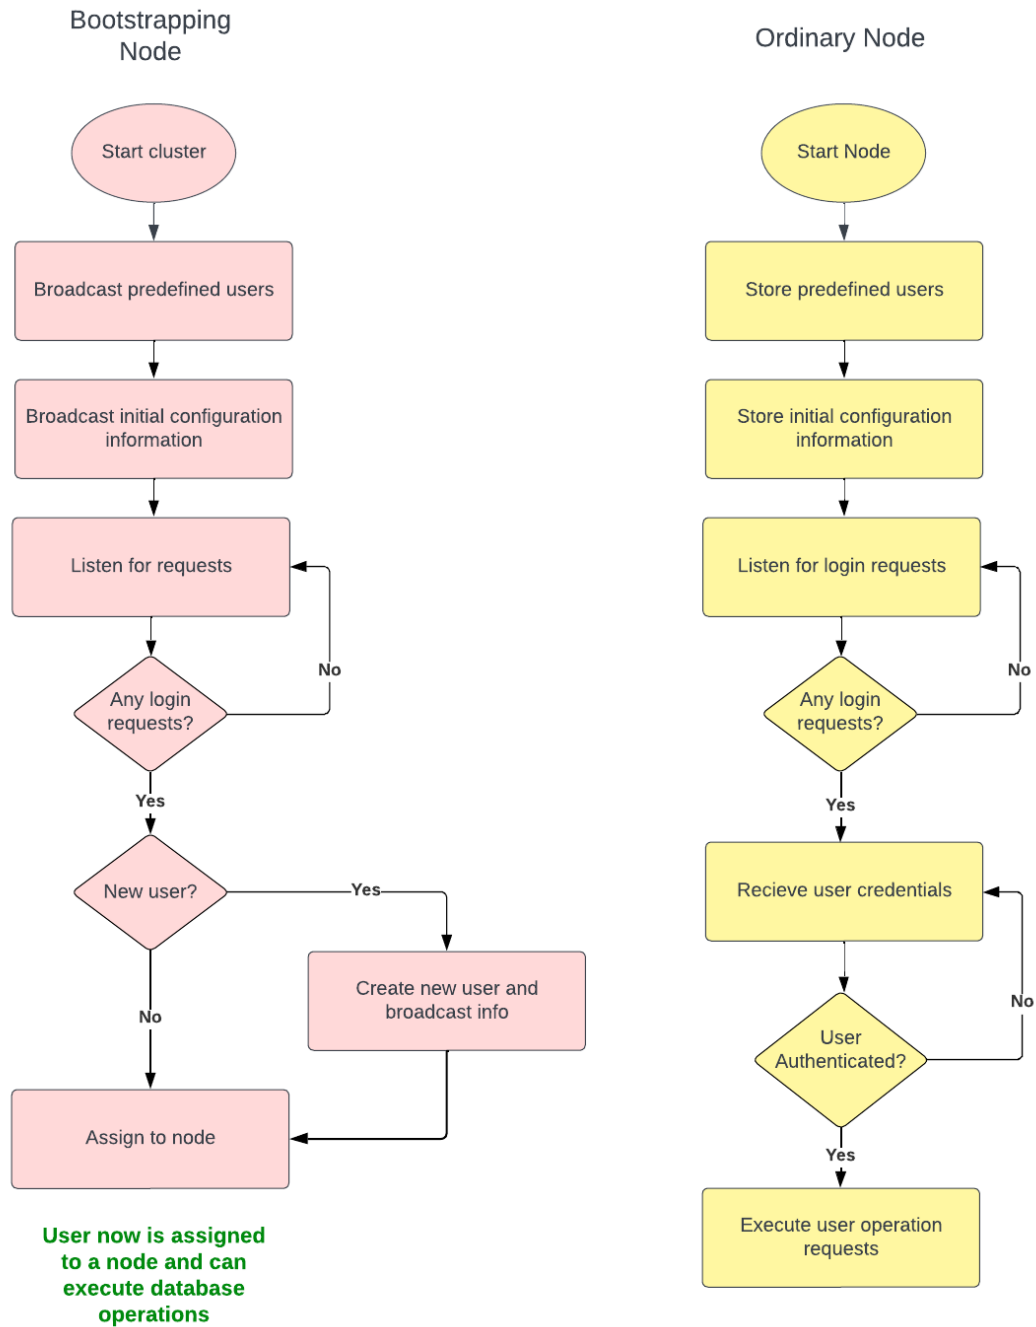 Bootstrapping
Node
Start cluster
Broadcast predefined users
Broadcast initial configuration
information
Listen for requests
No
Any login
requests?
Yes
New user?
Yes
Create new user and
broadcast info
No
Assign to node
User now is assigned
to a node and can
execute database
operations
Ordinary Node
Start Node
Store predefined users
Store initial configuration
information
Listen for login requests
No
Any login
requests?
Yes
Recieve user credentials
No
User
Authenticated?
Yes
Execute user operation
requests